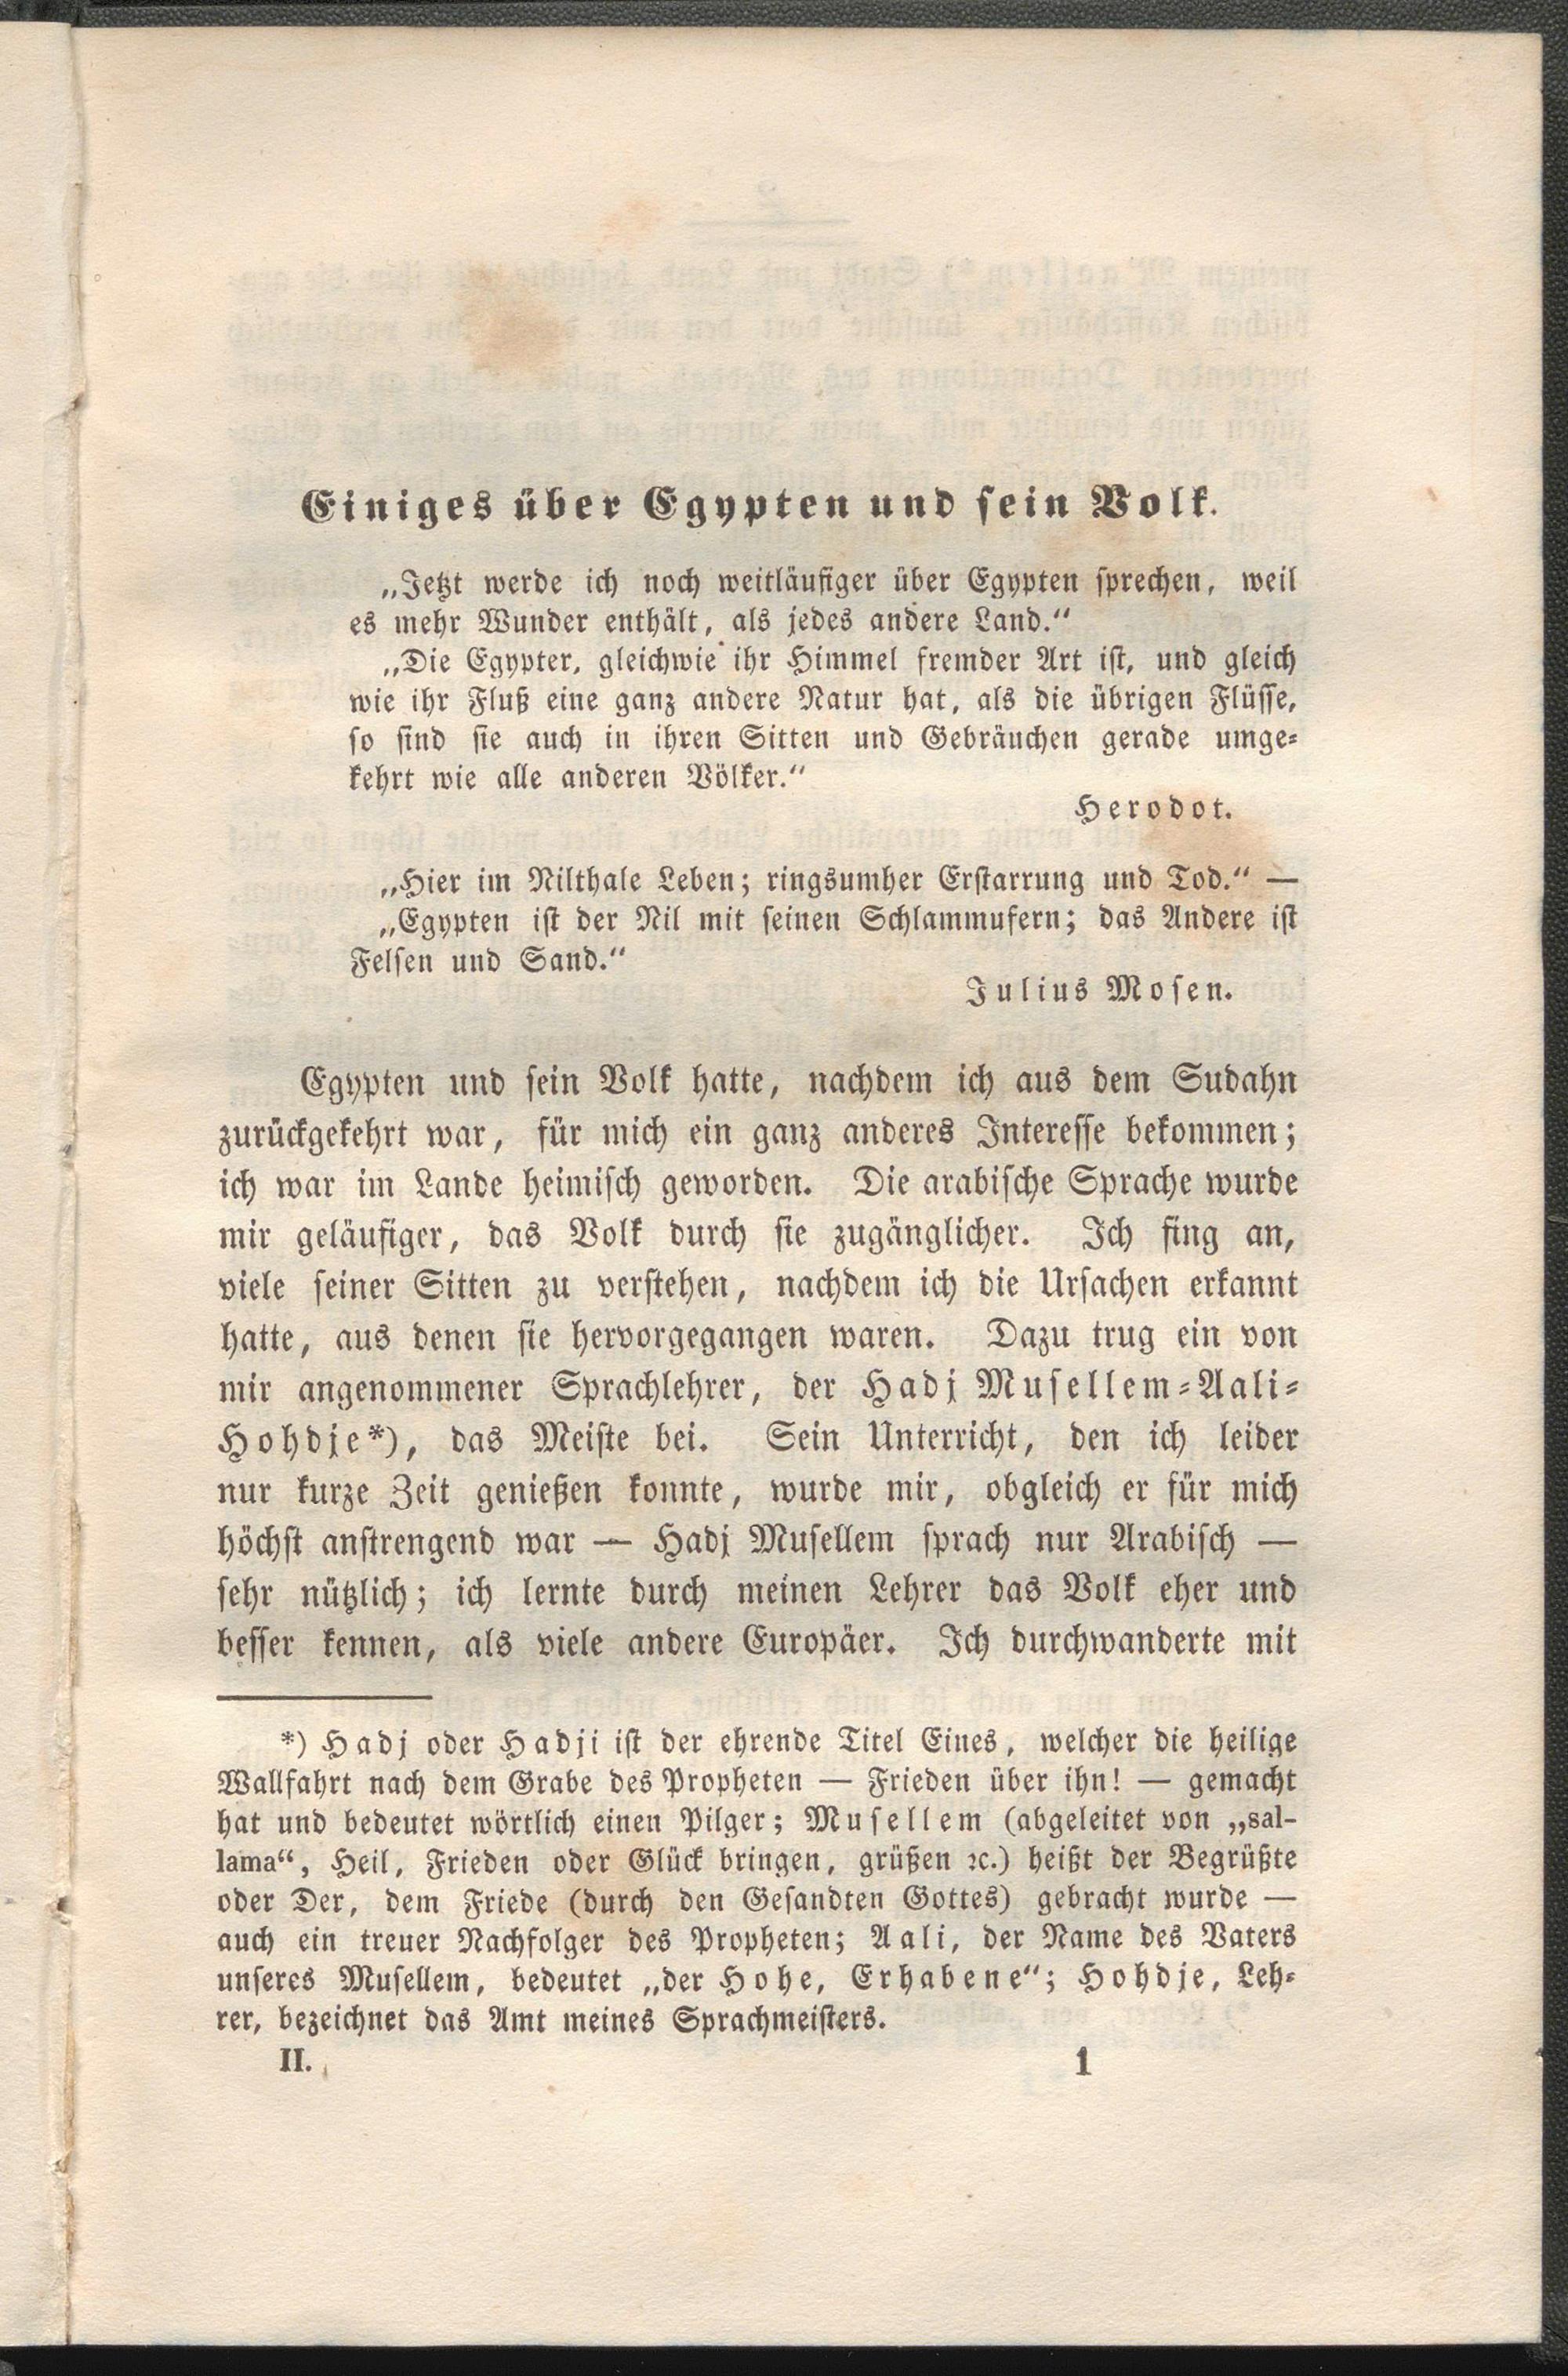 Einiges über Egypten und sein Volk.
„Jetzt werde ich noch weitläufiger über Egypten sprechen, weil
es mehr Wunder enthält, als jedes andere Land.“
„Die Egypter, gleichwie ihr Himmel fremder Art ist, und gleich
wie ihr Fluß eine ganz andere Natur hat, als die übrigen Flüsse,
so sind sie auch in ihren Sitten und Gebräuchen gerade umge-
kehrt wie alle anderen Völker.“
Herodot.
„Hier im Nilthale Leben; ringsumher Erstarrung und Tod.“ —
„Egypten ist der Nil mit seinen Schlammufern; das Andere ist
Felsen und Sand.“
Julius Mosen.
Egypten und sein Volk hatte, nachdem ich aus dem Sudahn
zurückgekehrt war, für mich ein ganz anderes Interesse bekommen;
ich war im Lande heimisch geworden. Die arabische Sprache wurde
mir geläufiger, das Volk durch sie zugänglicher. Ich fing an,
viele seiner Sitten zu verstehen, nachdem ich die Ursachen erkannt
hatte, aus denen sie hervorgegangen waren. Dazu trug ein von
mir angenommener Sprachlehrer, der Hadj Musellem-Aali-
Hohdje*), das Meiste bei. Sein Unterricht, den ich leider
nur kurze Zeit genießen konnte, wurde mir, obgleich er für mich
höchst anstrengend war — Hadj Musellem sprach nur Arabisch —
sehr nützlich; ich lernte durch meinen Lehrer das Volk eher und
besser kennen, als viele andere Europäer. Ich durchwanderte mit
*) Hadj oder Hadji ist der ehrende Titel Eines, welcher die heilige
Wallfahrt nach dem Grabe des Propheten — Frieden über ihn! — gemacht
hat und bedeutet wörtlich einen Pilger; Musellem (abgeleitet von „sal-
lama“, Heil, Frieden oder Glück bringen, grüßen ꝛc.) heißt der Begrüßte
oder Der, dem Friede (durch den Gesandten Gottes) gebracht wurde —
auch ein treuer Nachfolger des Propheten; Aali, der Name des Vaters
unseres Musellem, bedeutet „der Hohe, Erhabene“; Hohdje, Leh-
rer, bezeichnet das Amt meines Sprachmeisters.
II. 1